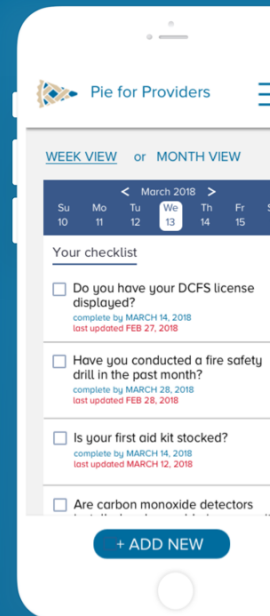 Pie for Providers
WEEK VIEW or MONTH VIEW
< March 2018 >
Su Mo Tu We Th Fr S
10 11 12 13 14 15
Your checklist
Do you have your DCFS license
displayed?
complete by MARCH 14, 2018
last updated FEB 27, 2018
Have you conducted a fire safety
drill in the past month?
complete by MARCH 28, 2018
last updated FEB 28, 2018
Is your first aid kit stocked?
complete by MARCH 14, 2018
last updated MARCH 12, 2018
Are carbon monoxide detectors
+ ADD NEW